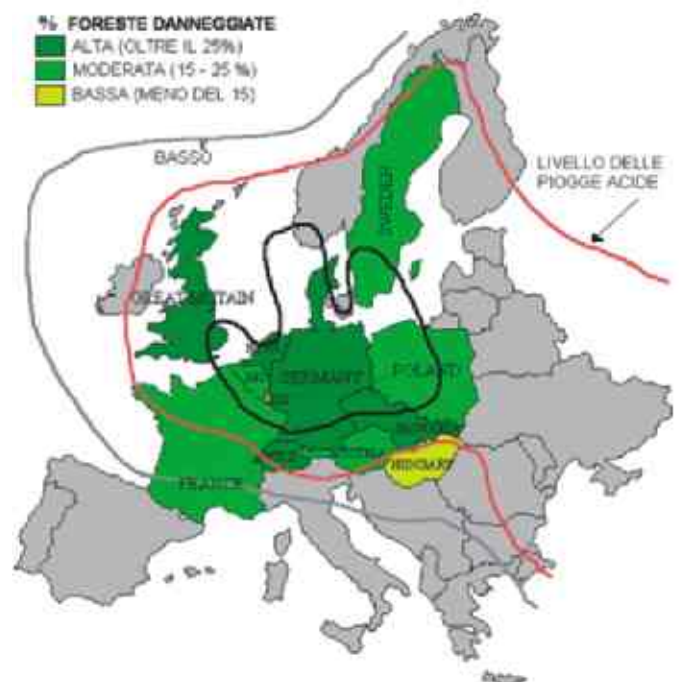 % FORESTE DANNEGGIATE
ALTA (OLTRE IL 25%)
MODERATA (15 - 25 %)
BASSA (MENO DEL 15)
BASSO
LIVELLO DELLE
PIOGGE ACIDE
SWEDEN
GREAT BRITAIN
GERMANY
POLAND
HUNGARY
FRANCE